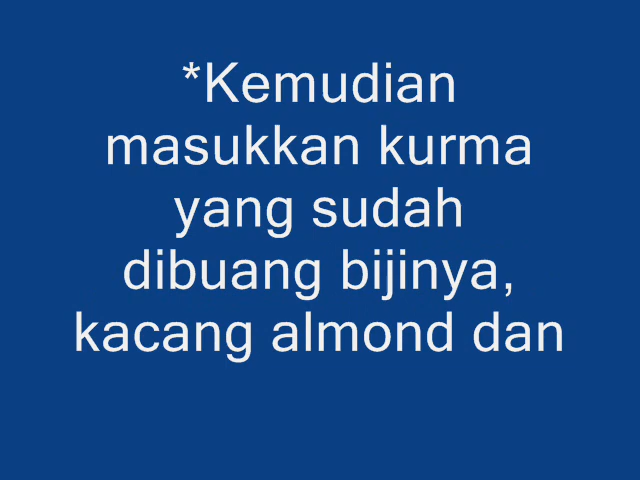 *Kemudian
masukkan kurma
yang sudah
dibuang bijinya,
kacang almond dan